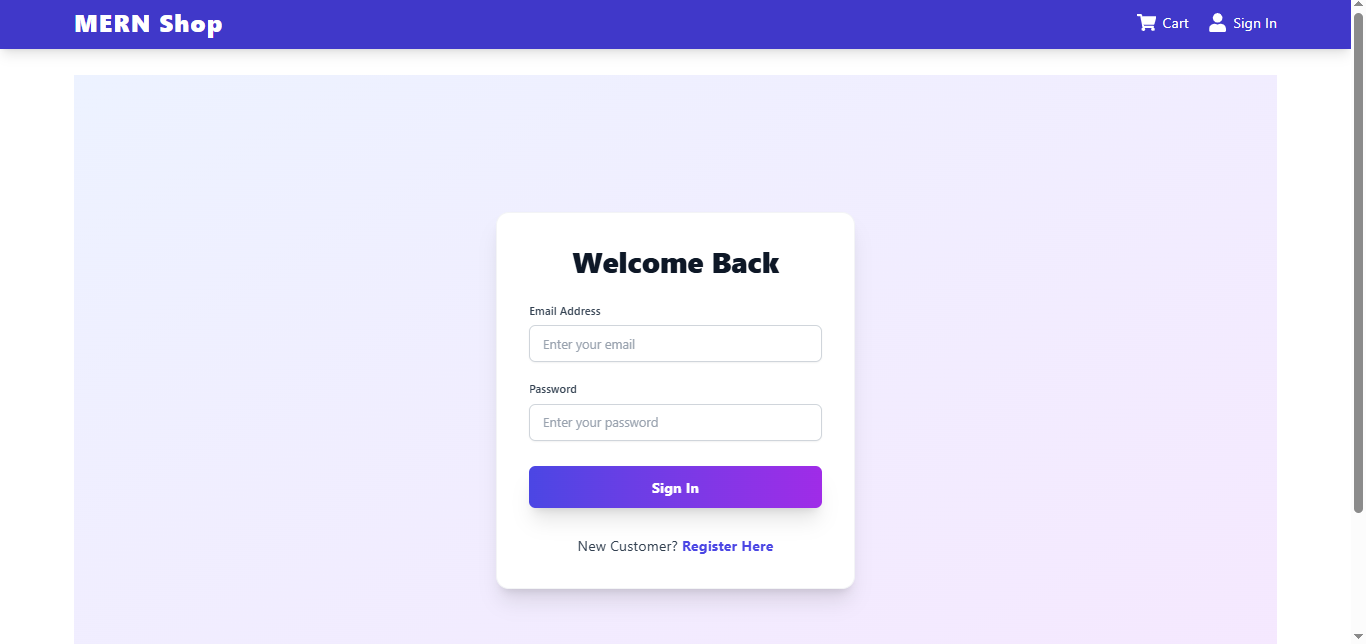 MERN Shop
Cart
Sign In
Welcome Back
Email Address
Enter your email
Password
Enter your password
Sign In
New Customer? Register Here